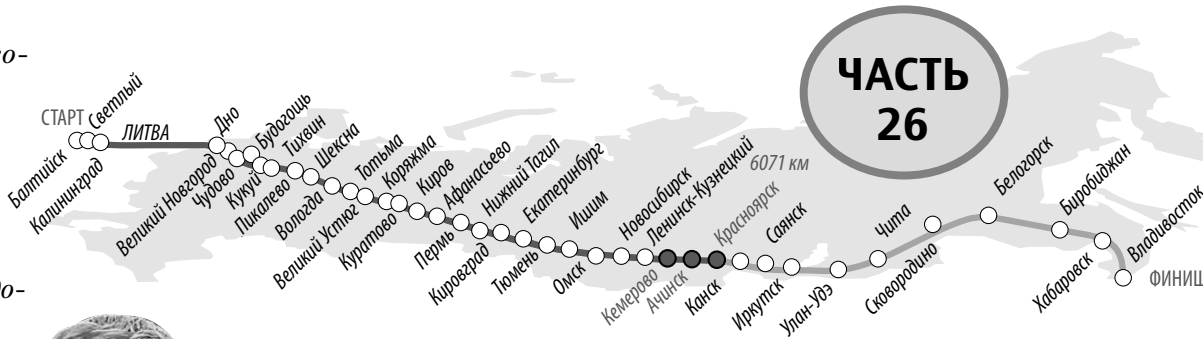 го-
ЧАСТЬ
26
СТАРТ
Балтийск
Светлый
Калининград
ЛИТВА
Дно
Великий Новгород
Чудово
Будогощь
Кукуй
Тихвин
Пикалево
Шексна
Вологда
Тотьма
Великий Устюг
Коряжма
Куратово
Киров
Афанасьево
Пермь
Нижний Тагил
Кировград
Екатеринбург
Тюмень
Ишим
Омск
Новосибирск
Ленинск-Кузнецкий
Кемерово
Ачинск
6071 км
Красноярск
Канск
Саянск
Иркутск
Улан-Удэ
Чита
Сковородино
Белогорск
Биробиджан
Хабаровск
Владивосток
ФИНИШ